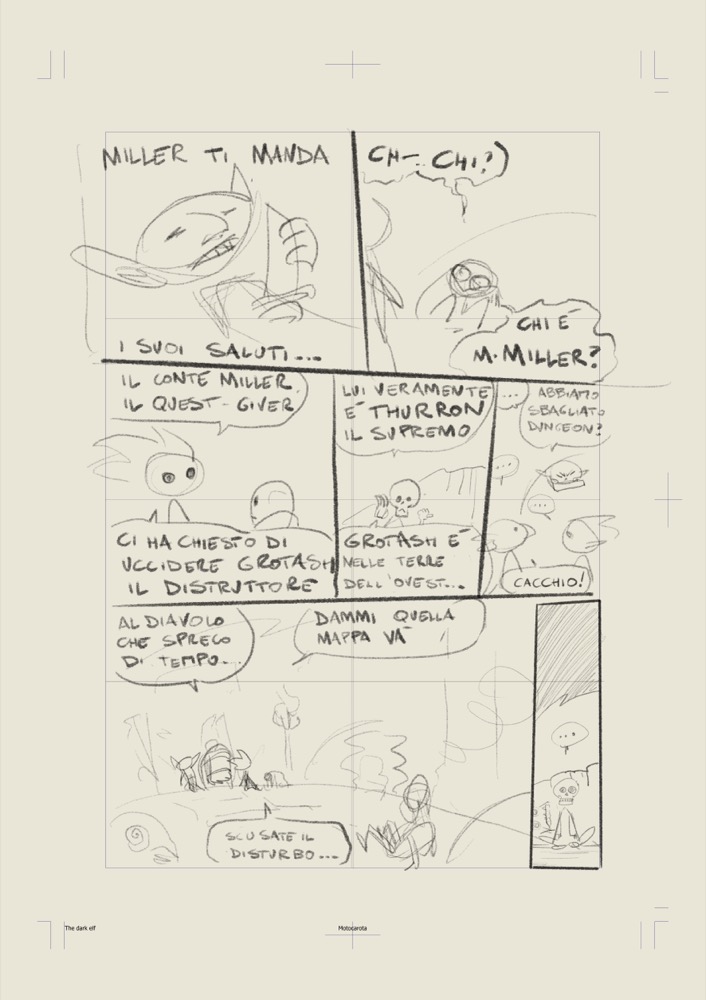 MILLER TI MANDA
I SUOI SALUTI...
CH-. CHI?
CHI E'
M. MILLER?
IL CONTE MILLER.
IL QUEST-GIVER
CI HA CHIESTO DI
UCCIDERE GROTASH
IL DISTRUTTORE
LUI VERAMENTE
E' THURRON
IL SUPREMO
GROTASH E'
NELLE TERRE
DELL'OVEST...
...
ABBIAMO
SBAGLIATO
DUNGEON?
...
...
CACCHIO!
AL DIAVOLO
CHE SPRECO
DI TEMPO...
DAMMI QUELLA
MAPPA VA'
SCUSATE IL
DISTURBO...
...
The dark elf
Motocarota